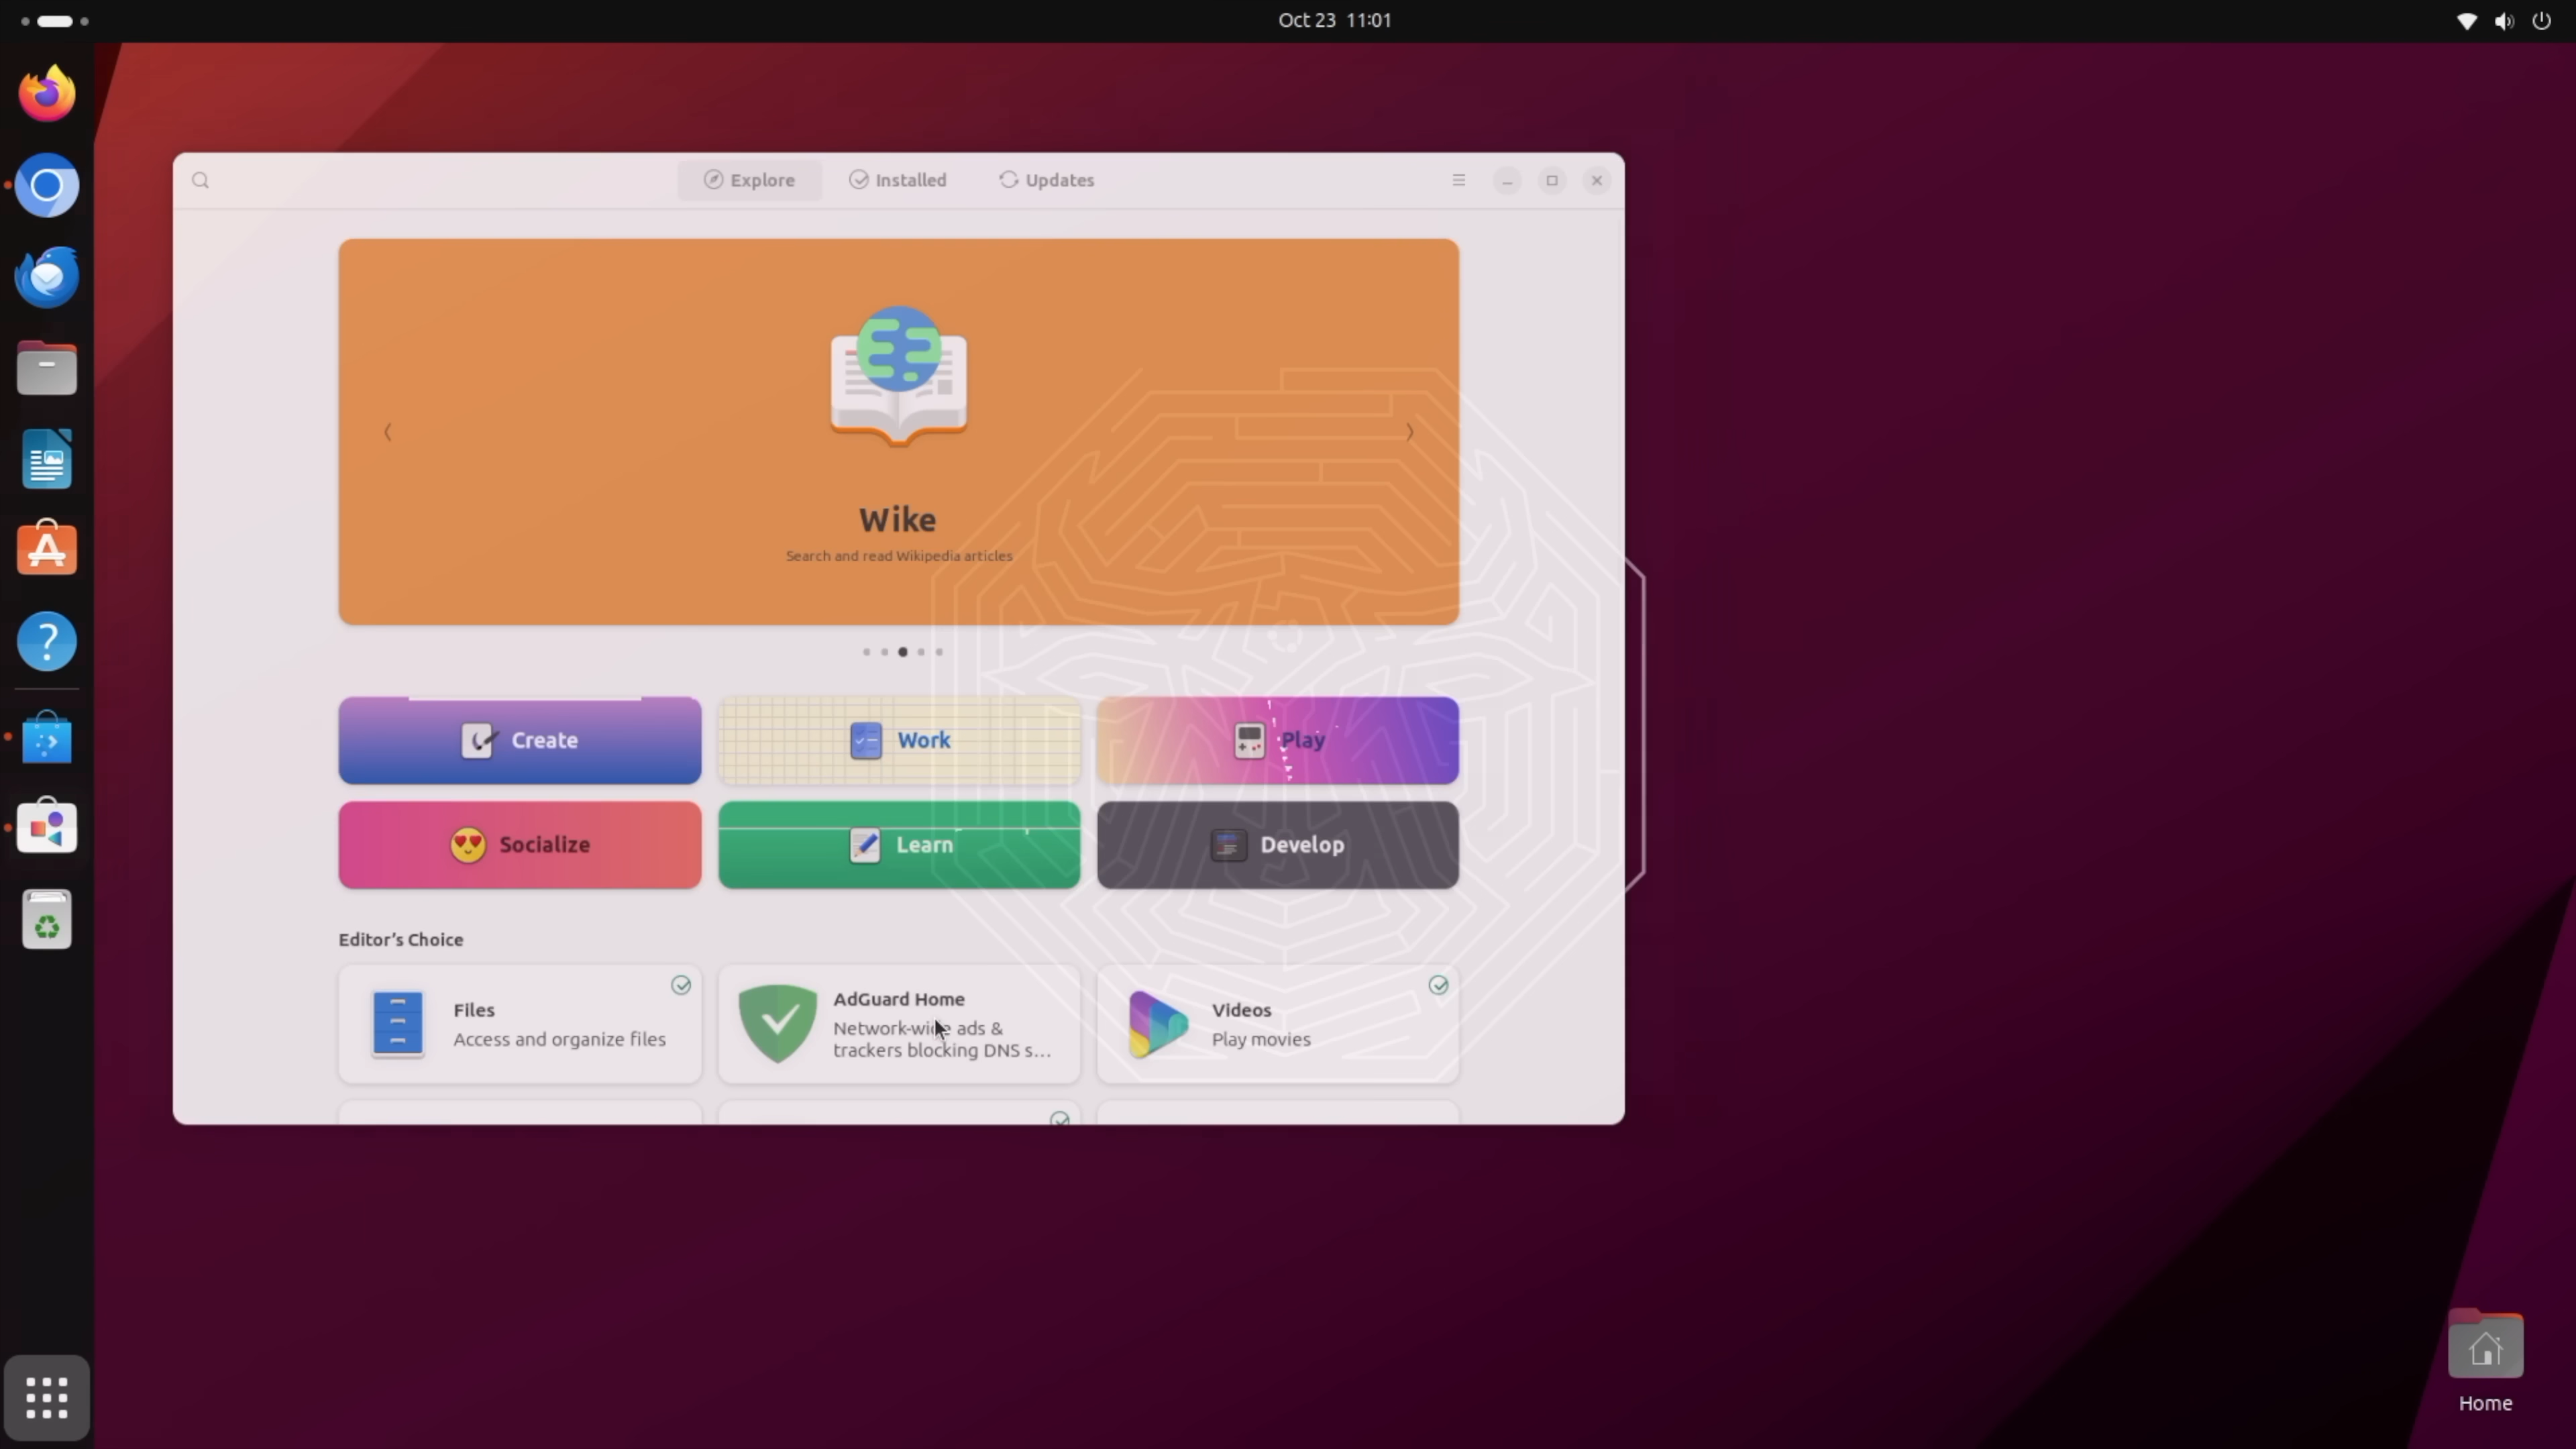 Oct 23 11:01
Explore
Installed
Updates
Wike
Search and read Wikipedia articles
Create
Work
Play
Socialize
Learn
Develop
Editor's Choice
Files
Access and organize files
AdGuard Home
Network-wide ads &
trackers blocking DNS s...
Videos
Play movies
Home